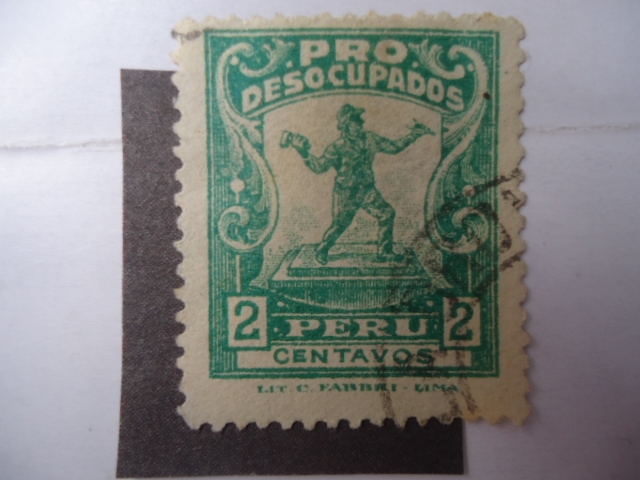 PRO
DESOCUPADOS
2 PERU 2
CENTAVOS
LIT. C. FABBRI - LIMA